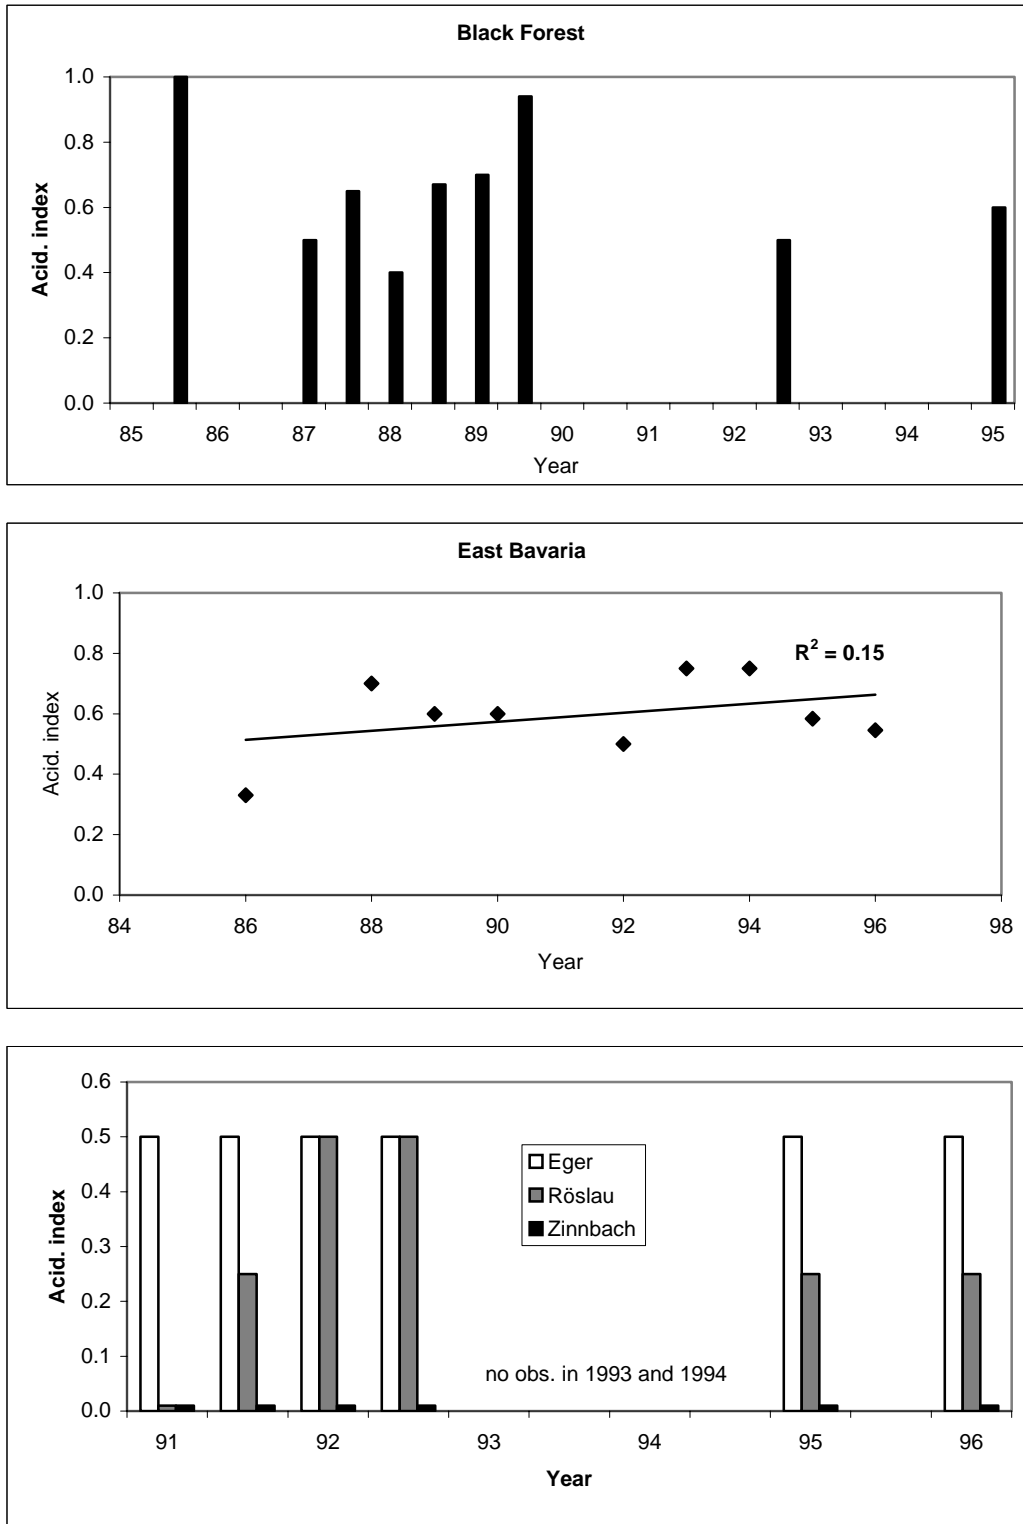 Black Forest
1.0
0.8
0.6
0.4
0.2
0.0
Acid. index
85 86 87 88 89 90 91 92 93 94 95
Year
East Bavaria
1.0
0.8
0.6
0.4
0.2
0.0
Acid. index
R² = 0.15
84 86 88 90 92 94 96 98
Year
0.6
0.5
0.4
0.3
0.2
0.1
0.0
Acid. index
Eger
Röslau
Zinnbach
no obs. in 1993 and 1994
91 92 93 94 95 96
Year